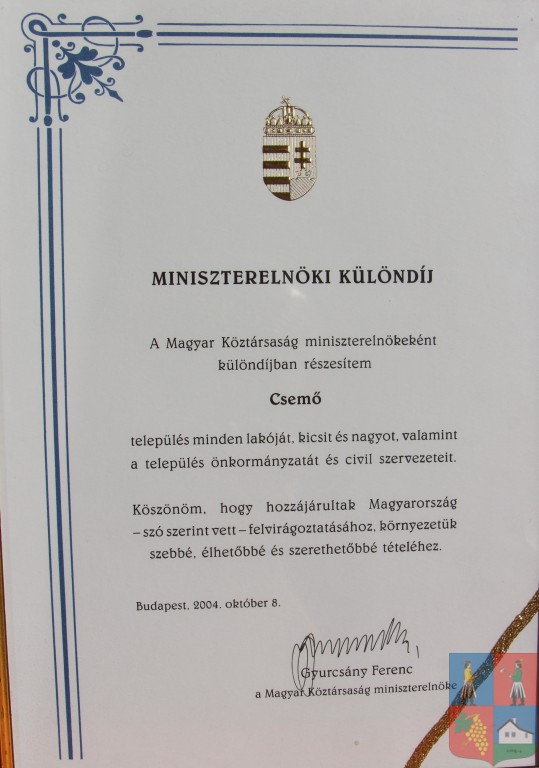 MINISZTERELNÖKI KÜLÖNDÍJ
A Magyar Köztársaság miniszterelnökeként
különdíjban részesítem
Csemő
település minden lakóját, kicsit és nagyot, valamint
a település önkormányzatát és civil szervezeteit.
Köszönöm, hogy hozzájárultak Magyarország
– szó szerint vett – felvirágoztatásához, környezetük
szebbé, élhetőbbé és szerethetőbbé tételéhez.
Budapest, 2004. október 8.
Gyurcsány Ferenc
a Magyar Köztársaság miniszterelnöke